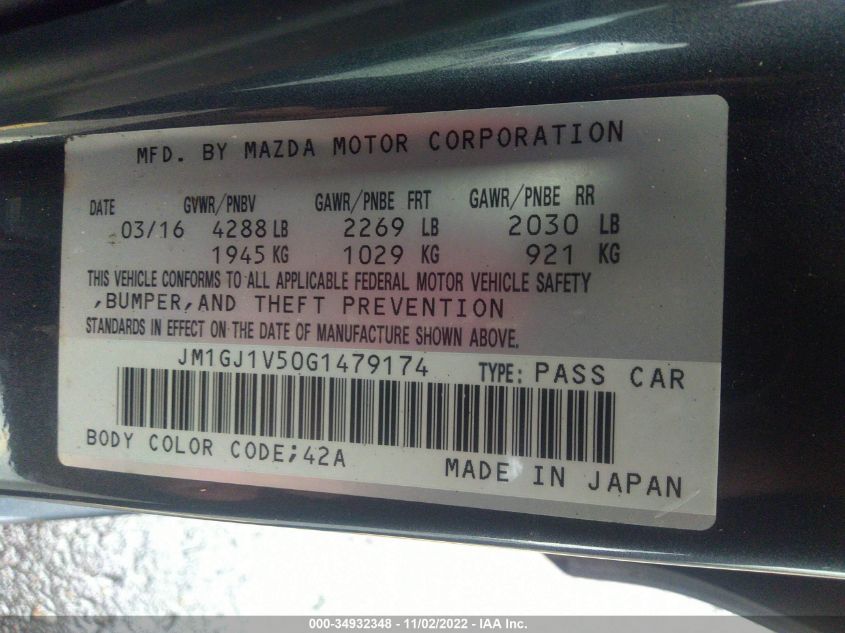 MFD. BY MAZDA MOTOR CORPORATION
DATE GVWR/PNBV GAWR/PNBE FRT GAWR/PNBE RR
03/16 4288 LB 2269 LB 2030 LB
1945 KG 1029 KG 921 KG
THIS VEHICLE CONFORMS TO ALL APPLICABLE FEDERAL MOTOR VEHICLE SAFETY
,BUMPER,AND THEFT PREVENTION
STANDARDS IN EFFECT ON THE DATE OF MANUFACTURE SHOWN ABOVE.
JM1GJ1V50G1479174 TYPE: PASS CAR
BODY COLOR CODE;42A
MADE IN JAPAN
000-34932348 - 11/02/2022 - IAA Inc.